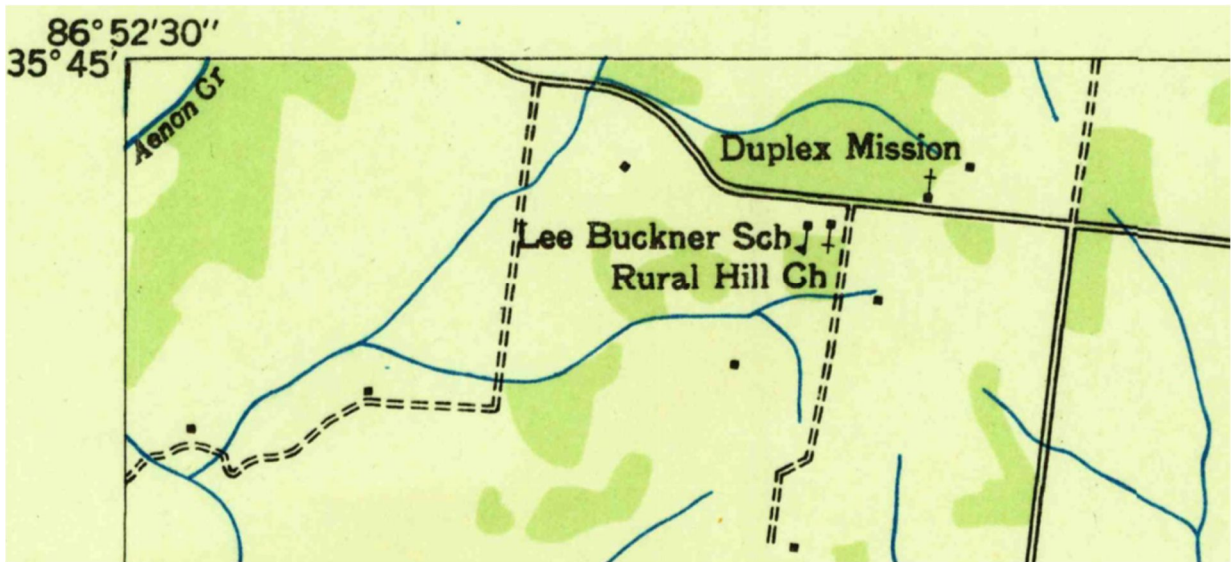 86°52'30"
35°45'
Aenon Cr
Duplex Mission
Lee Buckner Sch
Rural Hill Ch